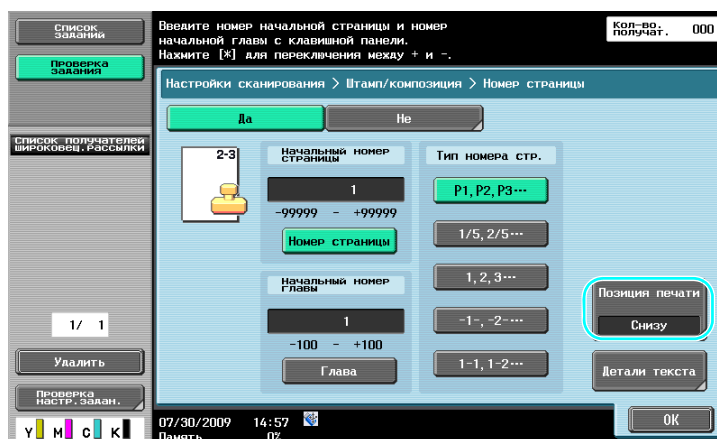 Список
заданий
Проверка
задания
Список получателей
широковещ.рассылки
1/ 1
Удалить
Проверка
настр.задан.
Y M C K
Введите номер начальной страницы и номер
начальной главы с клавишной панели.
Нажмите [*] для переключения между + и -.
Кол-во.
получат. 000
Настройки сканирования > Штамп/композиция > Номер страницы
Да
Не
2-3
Начальный номер
страницы
1
-99999 - +99999
Номер страницы
Начальный номер
главы
1
-100 - +100
Глава
Тип номера стр.
P1,P2,P3…
1/5,2/5…
1,2,3…
-1-,-2-…
1-1,1-2…
Позиция печати
Снизу
Детали текста
07/30/2009 14:57
Память 0%
OK